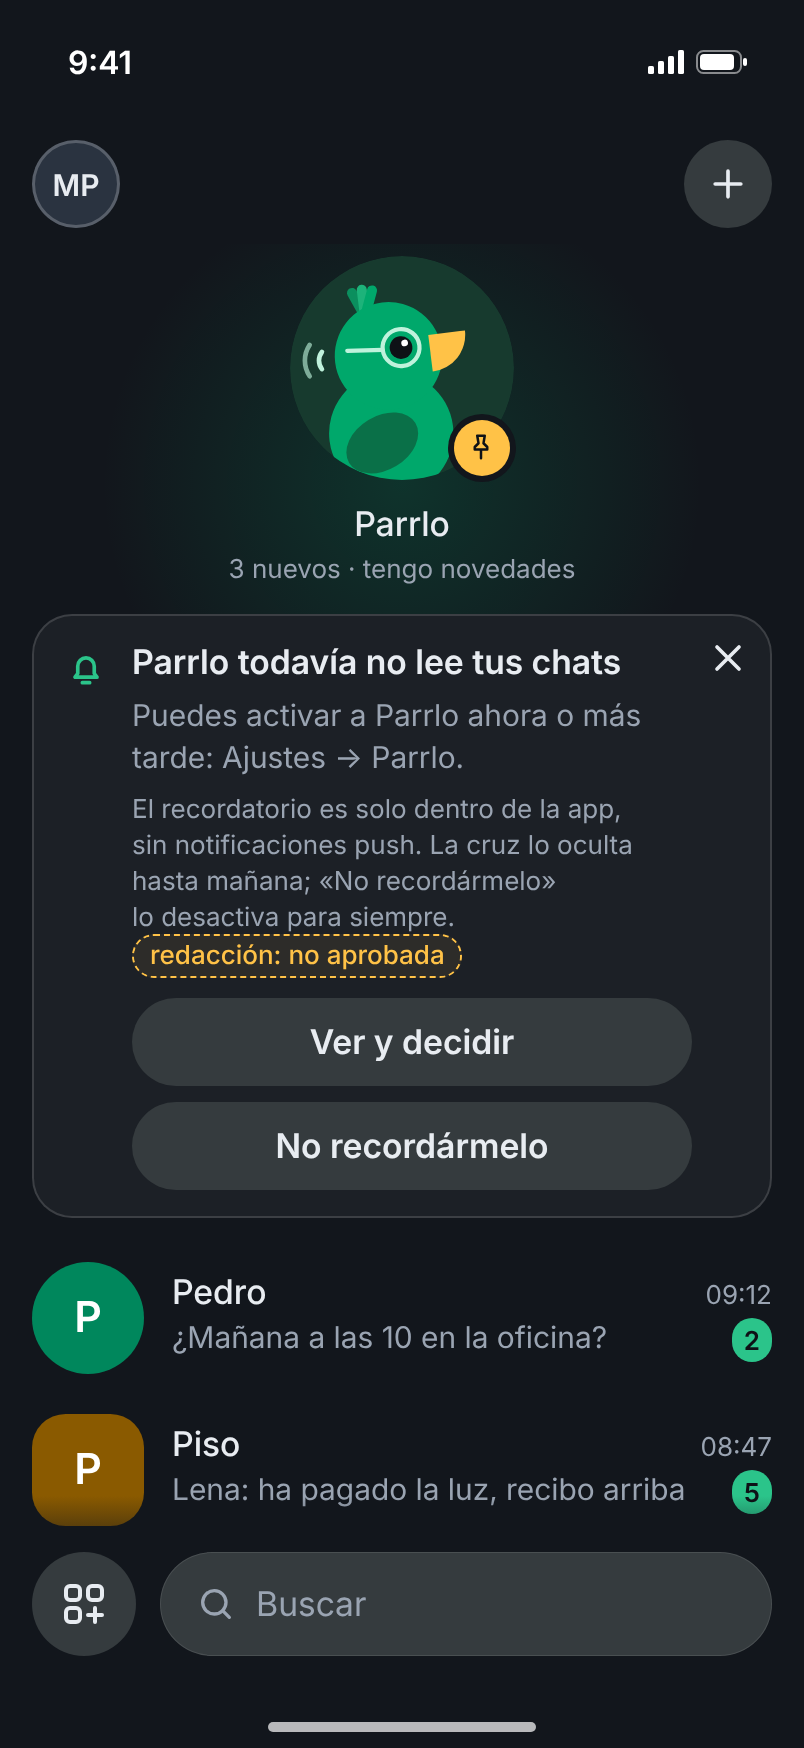 9:41
MP
Parrlo
3 nuevos · tengo novedades
Parrlo todavía no lee tus chats
Puedes activar a Parrlo ahora o más
tarde: Ajustes → Parrlo.
El recordatorio es solo dentro de la app,
sin notificaciones push. La cruz lo oculta
hasta mañana; «No recordármelo»
lo desactiva para siempre.
redacción: no aprobada
Ver y decidir
No recordármelo
P
Pedro
09:12
¿Mañana a las 10 en la oficina?
2
P
Piso
08:47
Lena: ha pagado la luz, recibo arriba
5
Buscar